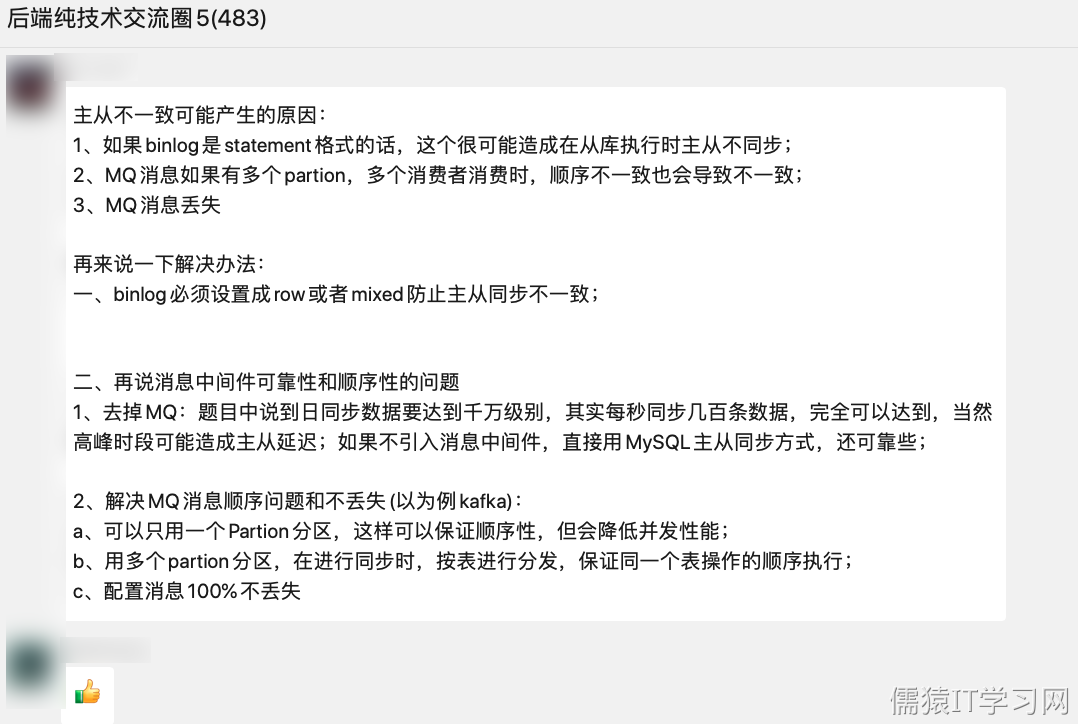 后端纯技术交流圈5(483)
主从不一致可能产生的原因：
1、如果binlog是statement格式的话，这个很可能造成在从库执行时主从不同步；
2、MQ消息如果有多个partion，多个消费者消费时，顺序不一致也会导致不一致；
3、MQ消息丢失
再来说一下解决办法：
一、binlog必须设置成row或者mixed防止主从同步不一致；
二、再说消息中间件可靠性和顺序性的问题
1、去掉MQ：题目中说到日同步数据要达到千万级别，其实每秒同步几百条数据，完全可以达到，当然
高峰时段可能造成主从延迟；如果不引入消息中间件，直接用MySQL主从同步方式，还可靠些；
2、解决MQ消息顺序问题和不丢失(以为例kafka)：
a、可以只用一个Partion分区，这样可以保证顺序性，但会降低并发性能；
b、用多个partion分区，在进行同步时，按表进行分发，保证同一个表操作的顺序执行；
c、配置消息100%不丢失
儒猿IT学习网